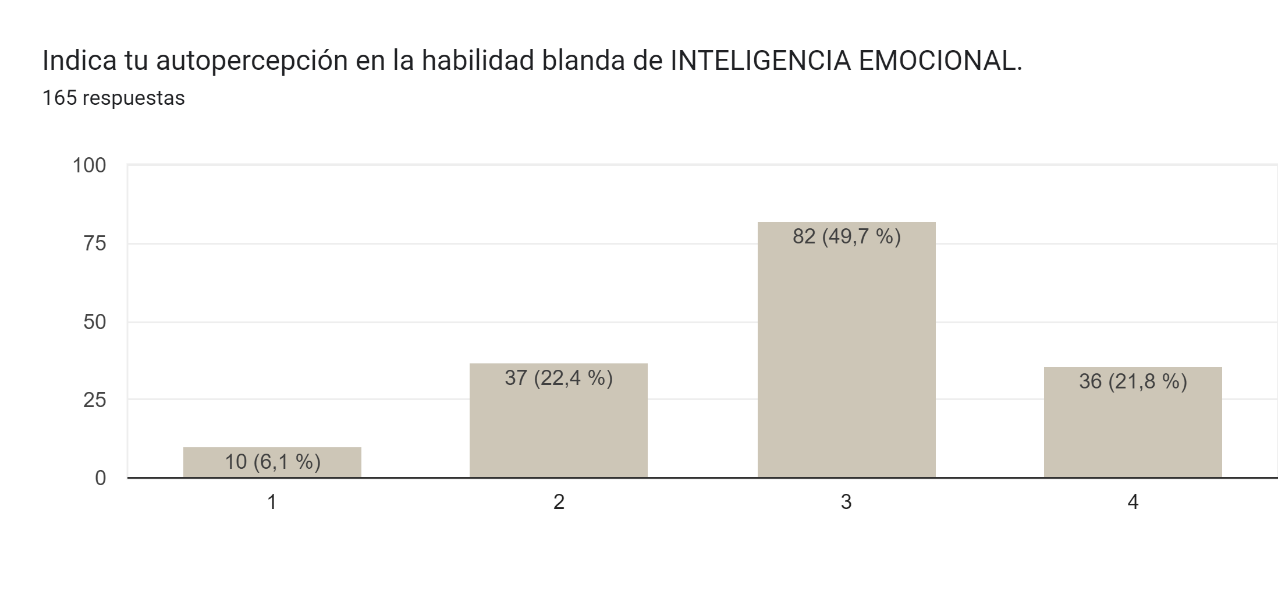 Indica tu autopercepción en la habilidad blanda de INTELIGENCIA EMOCIONAL.
165 respuestas
100
75
50
25
0
10 (6,1 %)
37 (22,4 %)
82 (49,7 %)
36 (21,8 %)
1
2
3
4